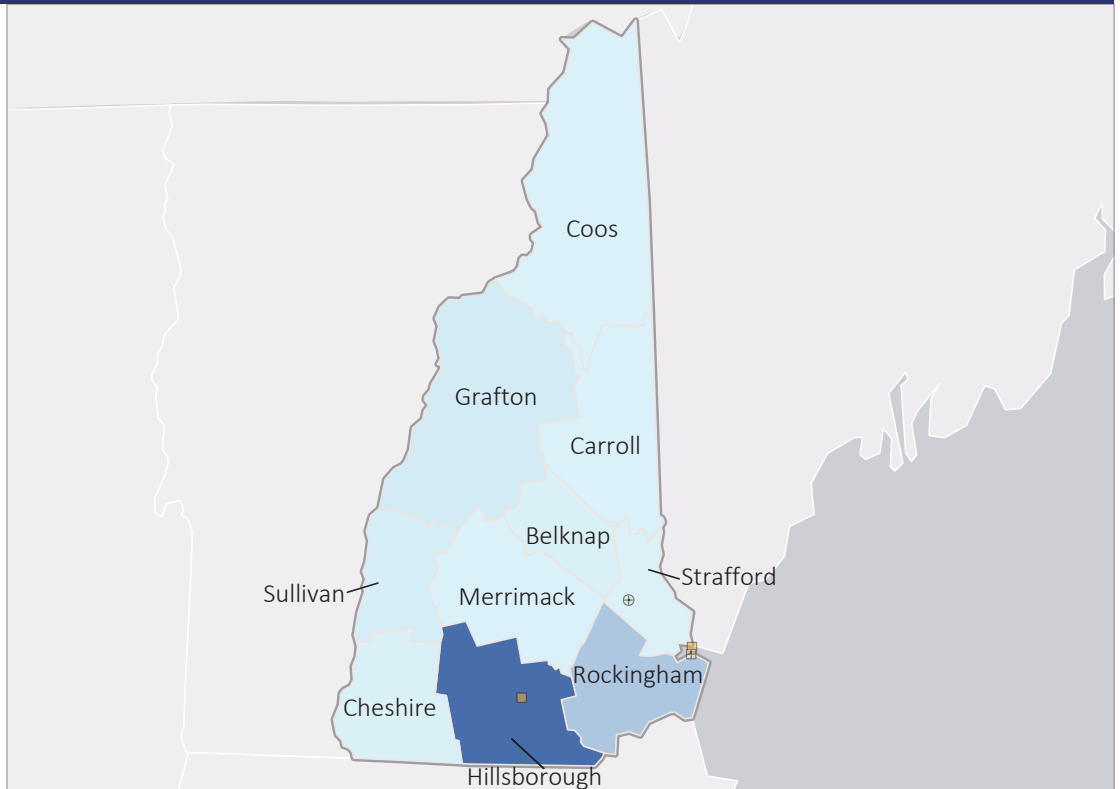 Coos
Grafton
Carroll
Belknap
Strafford
Sullivan
Merrimack
Rockingham
Cheshire
Hillsborough